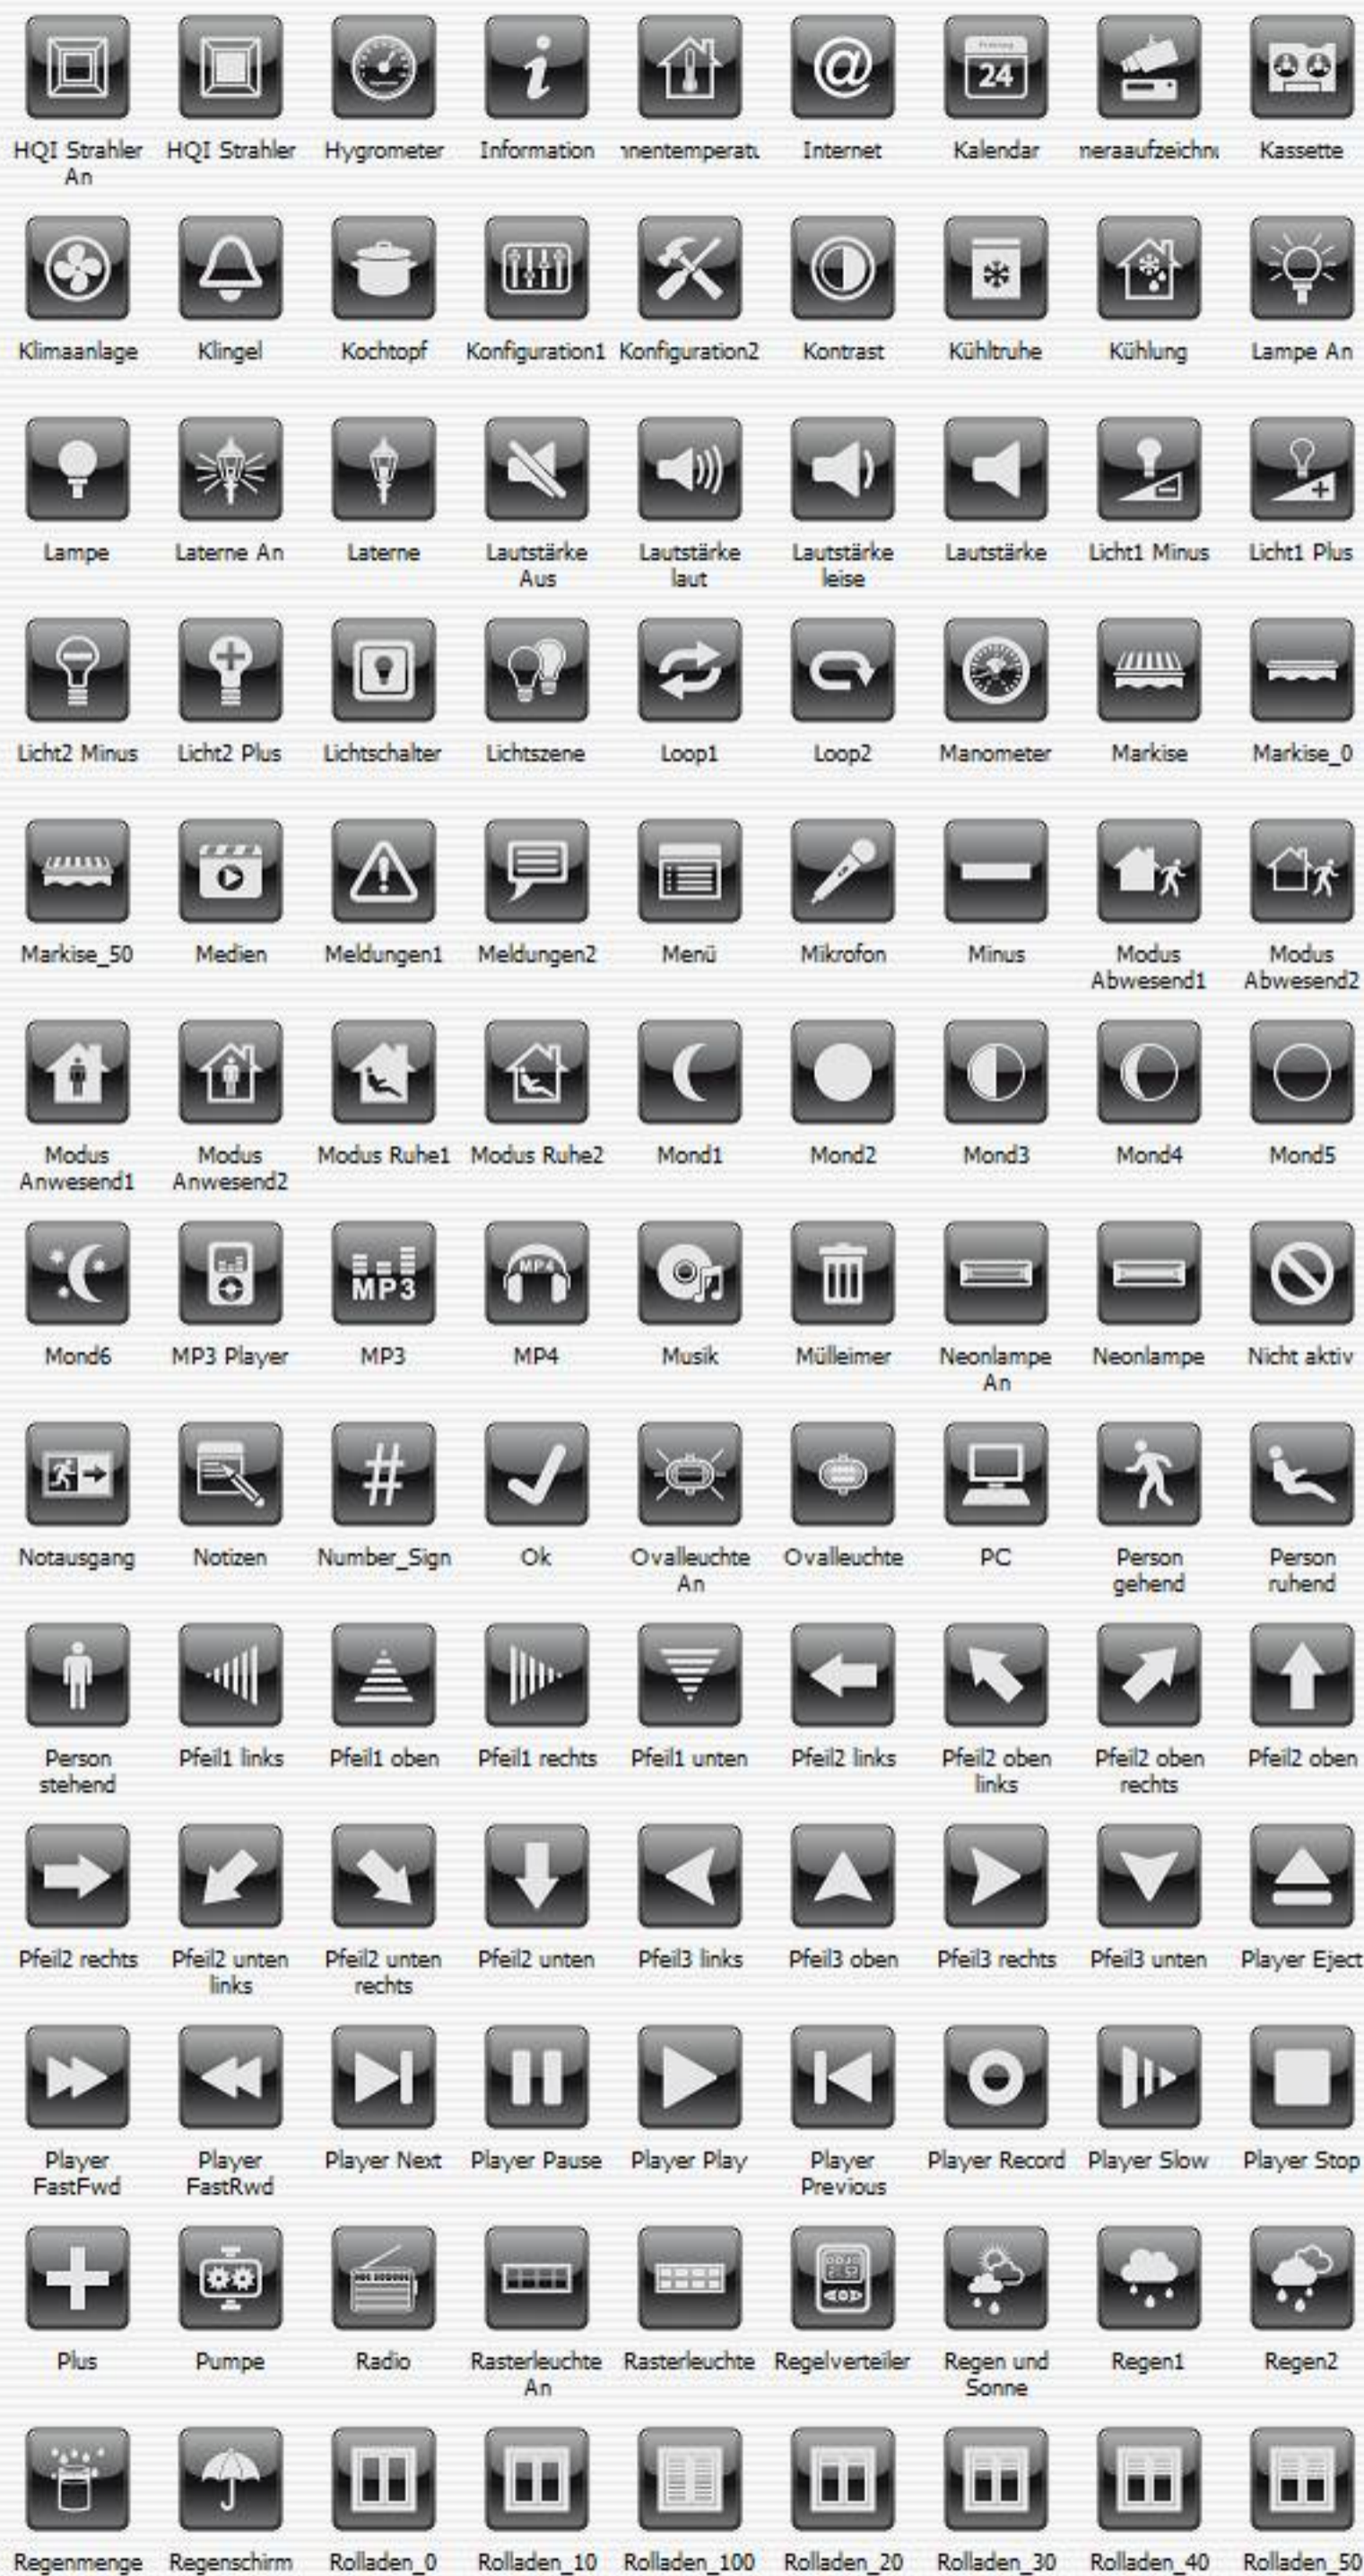 Freitag
24
HQI Strahler HQI Strahler Hygrometer Information nnentemperatu Internet Kalendar neraaufzeichnu Kassette
An
Klimaanlage Klingel Kochtopf Konfiguration1 Konfiguration2 Kontrast Kühltruhe Kühlung Lampe An
Lampe Laterne An Laterne Lautstärke Lautstärke Lautstärke Lautstärke Licht1 Minus Licht1 Plus
Aus laut leise
Licht2 Minus Licht2 Plus Lichtschalter Lichtszene Loop1 Loop2 Manometer Markise Markise_0
Markise_50 Medien Meldungen1 Meldungen2 Menü Mikrofon Minus Modus Modus
Abwesend1 Abwesend2
Modus Modus Modus Ruhe1 Modus Ruhe2 Mond1 Mond2 Mond3 Mond4 Mond5
Anwesend1 Anwesend2
MP3 MP4
Mond6 MP3 Player MP3 MP4 Musik Mülleimer Neonlampe Neonlampe Nicht aktiv
An
#
Notausgang Notizen Number_Sign Ok Ovalleuchte Ovalleuchte PC Person Person
An gehend ruhend
Person Pfeil1 links Pfeil1 oben Pfeil1 rechts Pfeil1 unten Pfeil2 links Pfeil2 oben Pfeil2 oben Pfeil2 oben
stehend links rechts
Pfeil2 rechts Pfeil2 unten Pfeil2 unten Pfeil2 unten Pfeil3 links Pfeil3 oben Pfeil3 rechts Pfeil3 unten Player Eject
links rechts
Player Player Player Next Player Pause Player Play Player Player Record Player Slow Player Stop
FastFwd FastRwd Previous
Plus Pumpe Radio Rasterleuchte Rasterleuchte Regelverteiler Regen und Regen1 Regen2
An Sonne
Regenmenge Regenschirm Rolladen_0 Rolladen_10 Rolladen_100 Rolladen_20 Rolladen_30 Rolladen_40 Rolladen_50